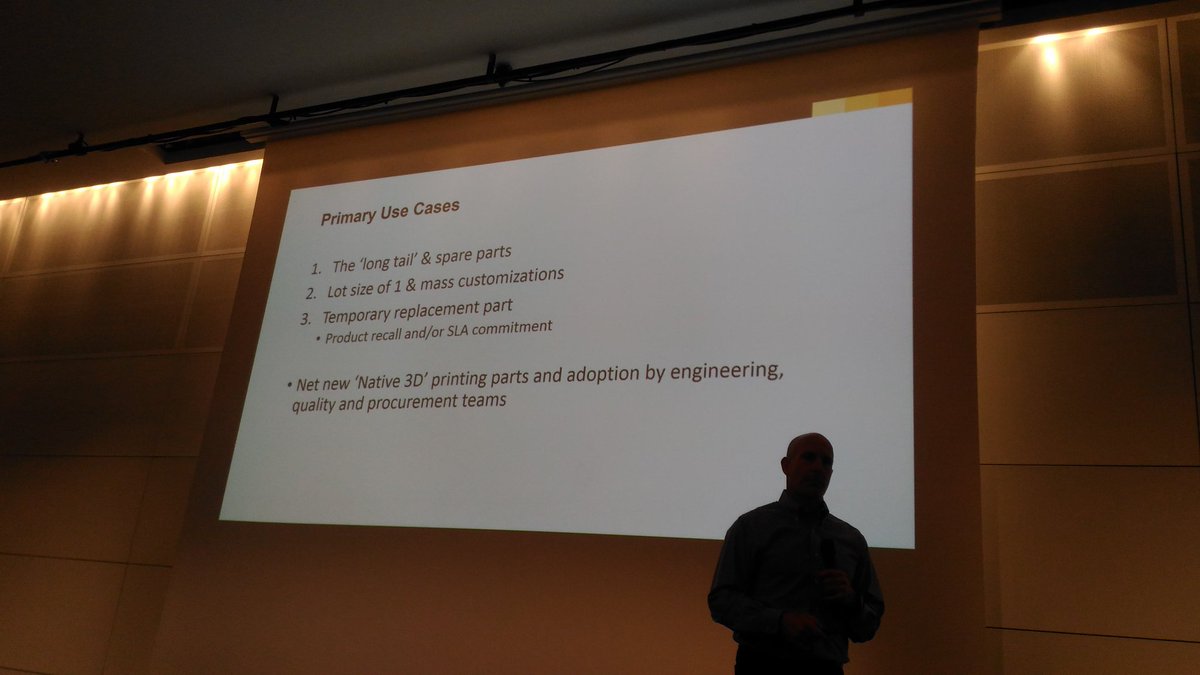 Primary Use Cases
1. The ‘long tail’ & spare parts
2. Lot size of 1 & mass customizations
3. Temporary replacement part
• Product recall and/or SLA commitment
• Net new ‘Native 3D’ printing parts and adoption by engineering,
quality and procurement teams